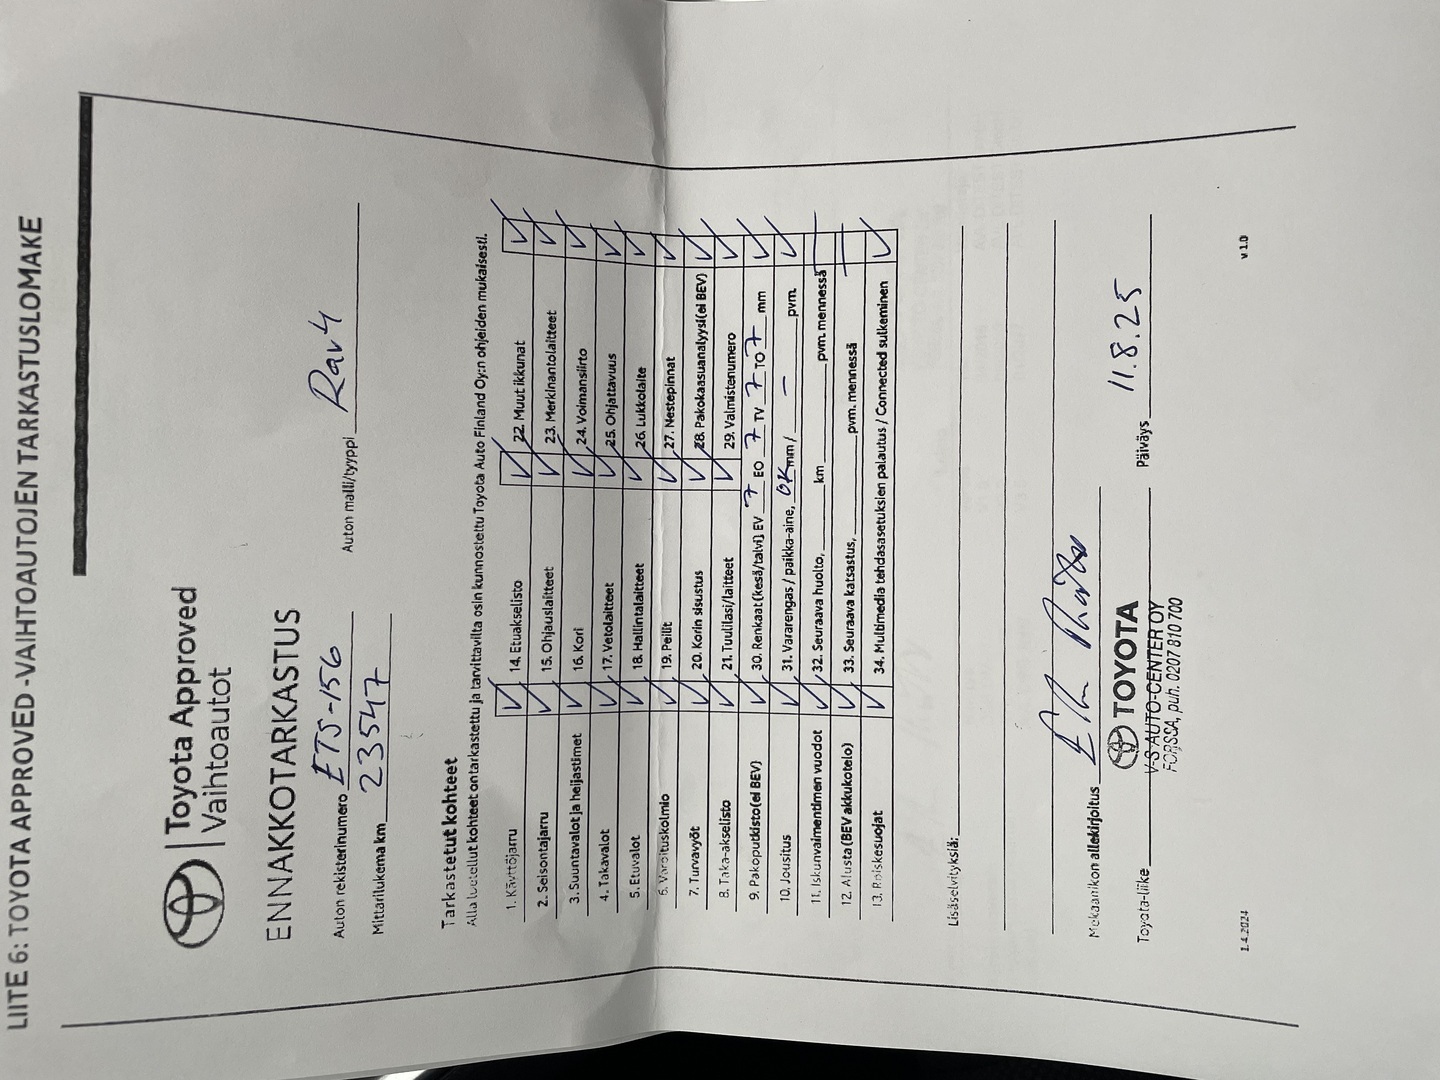 LIITE 6: TOYOTA APPROVED -VAIHTOAUTOJEN TARKASTUSLOMAKE
Toyota Approved
Vaihtoautot
ENNAKKOTARKASTUS
Auton rekisterinumero ETS-156 Auton malli/tyyppi Rav4
Mittarilukema km 23547
Tarkastetut kohteet
Alla luetellut kohteet on tarkastettu ja tarvittavilta osin kunnostettu Toyota Auto Finland Oy:n ohjeiden mukaisesti.
1. Käyttöjarru ✓ 14. Etuakselisto ✓ 22. Muut ikkunat ✓
2. Seisontajarru ✓ 15. Ohjauslaitteet ✓ 23. Merkinantolaitteet ✓
3. Suuntavalot ja heijastimet ✓ 16. Kori ✓ 24. Voimansiirto ✓
4. Takavalot ✓ 17. Vetolaitteet ✓ 25. Ohjattavuus ✓
5. Etuvalot ✓ 18. Hallintalaitteet ✓ 26. Lukkolaite ✓
6. Varoituskolmio ✓ 19. Peilit ✓ 27. Nestepinnat ✓
7. Turvavyöt ✓ 20. Korin sisustus ✓ 28. Pakokaasuanalyysi (ei BEV) ✓
8. Taka-akselisto ✓ 21. Tuulilasi/laitteet ✓ 29. Valmistenumero ✓
9. Pakoputkisto (ei BEV) ✓ 30. Renkaat (kesä/talvi) EV 7 EO 7 TV 7 TO 7 mm ✓
10. Jousitus ✓ 31. Vararengas / paikka-aine, OK mm / - pvm. ✓
11. Iskunvaimentimen vuodot ✓ 32. Seuraava huolto, km pvm. mennessä
12. Alusta (BEV akkukotelo) ✓ 33. Seuraava katsastus, pvm. mennessä
13. Roiskesuojat ✓ 34. Multimedia tehdasasetuksien palautus / Connected sulkeminen ✓
Lisäselvityksiä:
Mekaanikon allekirjoitus
Toyota-liike TOYOTA Päiväys 11.8.25
V-S AUTO-CENTER OY
FORSSA, puh. 0207 810 700
1.4.2024 v.1.0